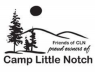 Friends of CLN
proud owners of
Camp Little Notch